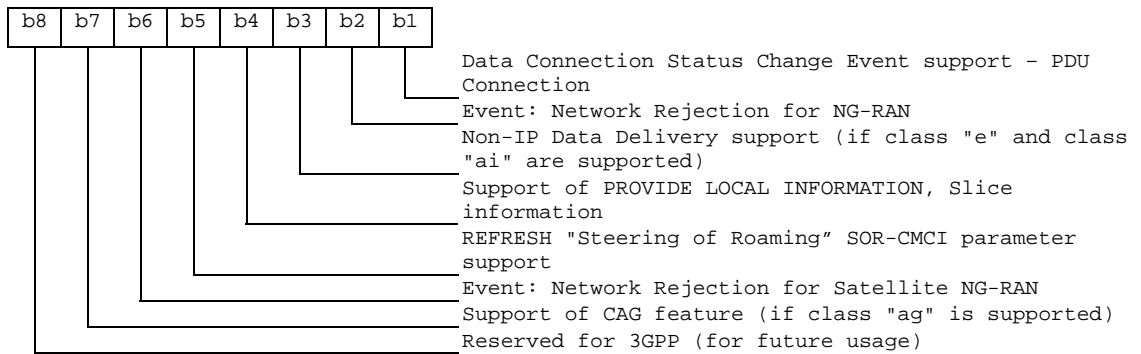 b8 b7 b6 b5 b4 b3 b2 b1
Data Connection Status Change Event support – PDU
Connection
Event: Network Rejection for NG-RAN
Non-IP Data Delivery support (if class "e" and class
"ai" are supported)
Support of PROVIDE LOCAL INFORMATION, Slice
information
REFRESH "Steering of Roaming” SOR-CMCI parameter
support
Event: Network Rejection for Satellite NG-RAN
Support of CAG feature (if class "ag" is supported)
Reserved for 3GPP (for future usage)